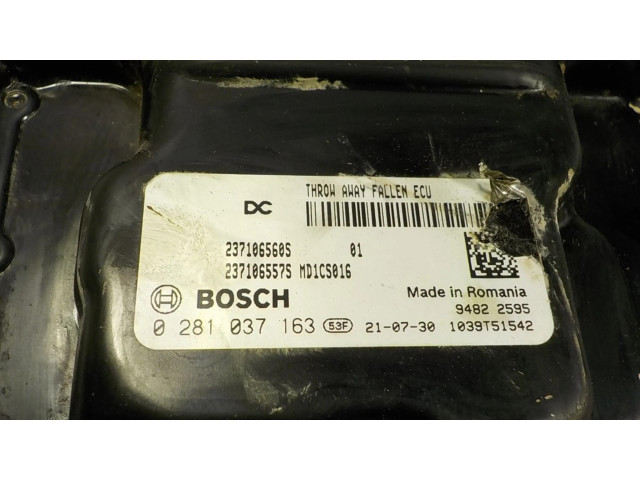 THROW AWAY FALLEN ECU
DC
237106560S 01
237106557S MD1CS016
BOSCH
Made in Romania
9482 2595
0 281 037 163 53F 21-07-30 1039T51542